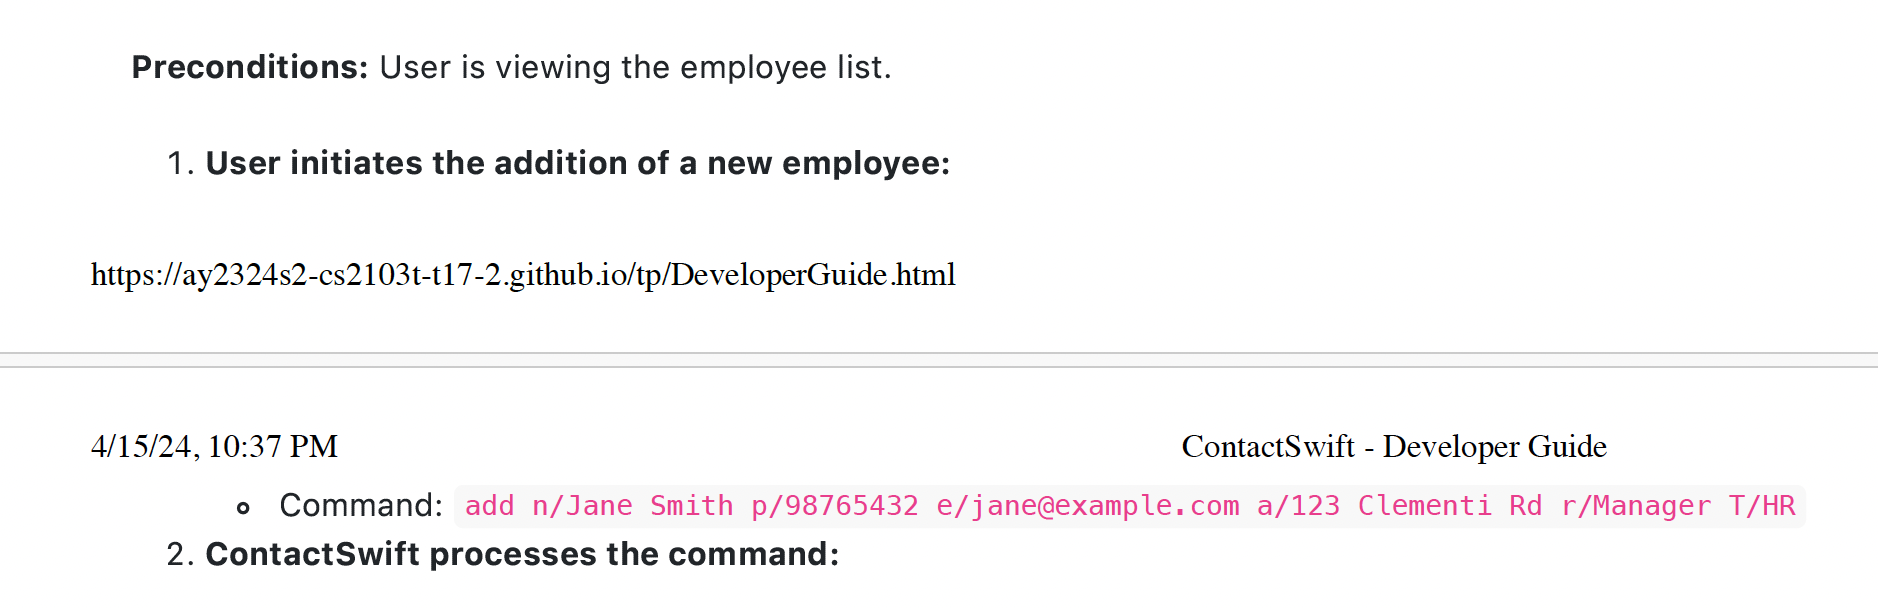 Preconditions: User is viewing the employee list.
1. User initiates the addition of a new employee:
https://ay2324s2-cs2103t-t17-2.github.io/tp/DeveloperGuide.html
4/15/24, 10:37 PM ContactSwift - Developer Guide
Command: add n/Jane Smith p/98765432 e/jane@example.com a/123 Clementi Rd r/Manager T/HR
2. ContactSwift processes the command: